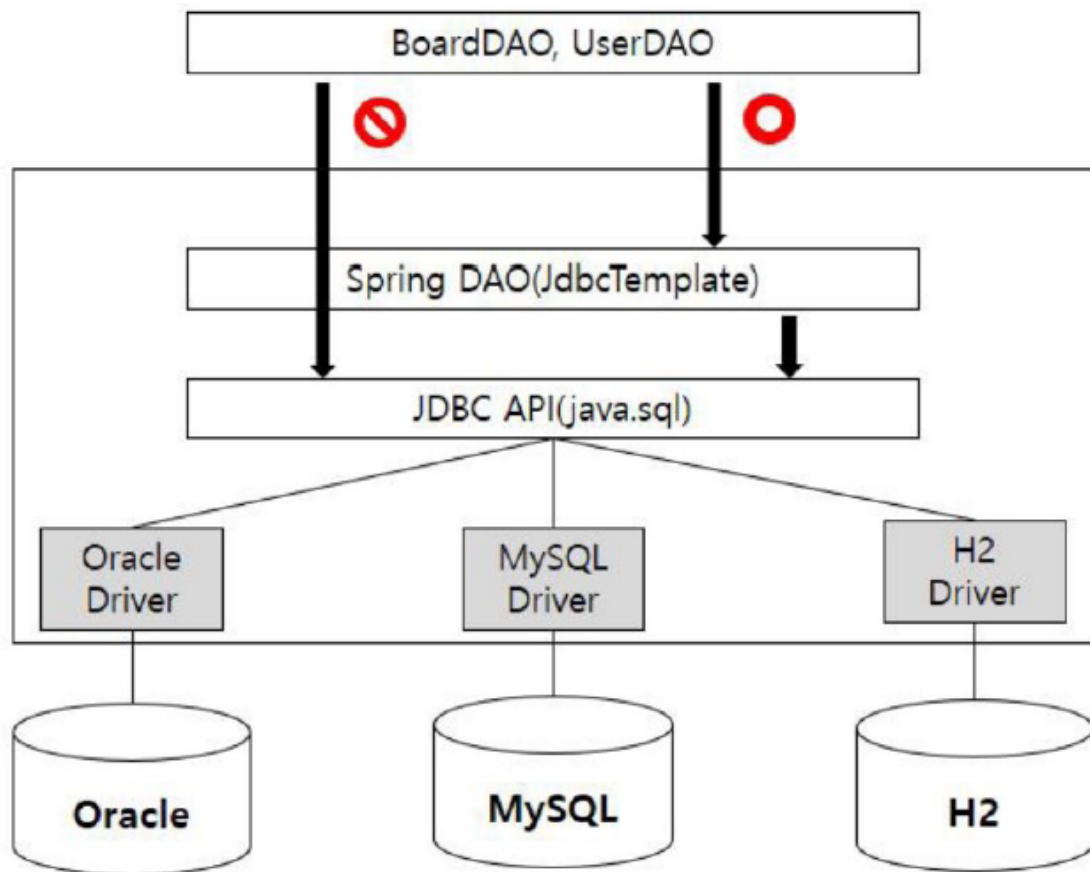 BoardDAO, UserDAO
Spring DAO(JdbcTemplate)
JDBC API(java.sql)
Oracle
Driver
MySQL
Driver
H2
Driver
Oracle
MySQL
H2